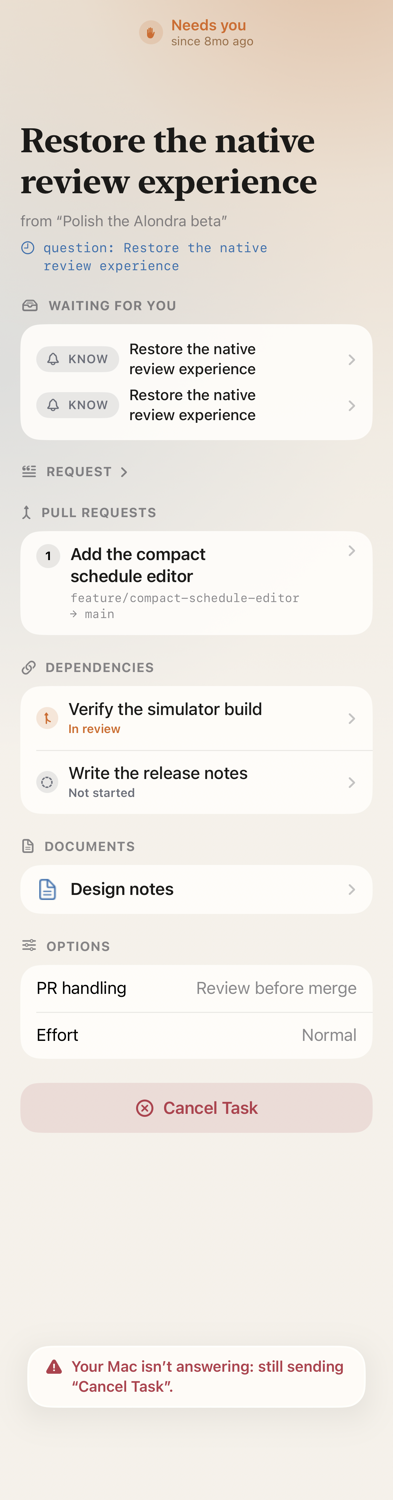 Needs you
since 8mo ago
Restore the native
review experience
from “Polish the Alondra beta”
question: Restore the native
review experience
WAITING FOR YOU
KNOW
Restore the native
review experience
KNOW
Restore the native
review experience
REQUEST
PULL REQUESTS
1
Add the compact
schedule editor
feature/compact-schedule-editor
→ main
DEPENDENCIES
Verify the simulator build
In review
Write the release notes
Not started
DOCUMENTS
Design notes
OPTIONS
PR handling
Review before merge
Effort
Normal
Cancel Task
Your Mac isn’t answering: still sending
“Cancel Task”.